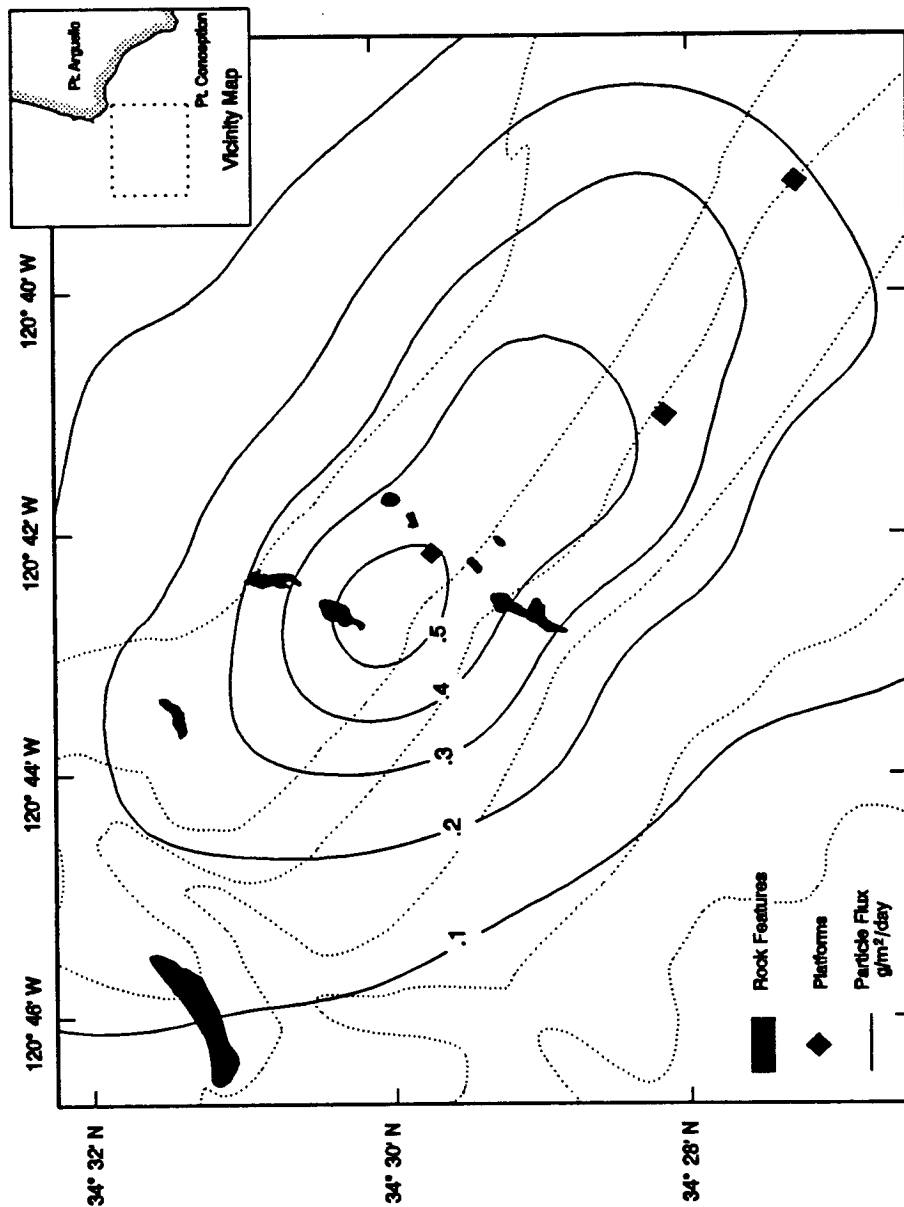 120° 46' W
120° 44' W
120° 42' W
120° 40' W
34° 32' N
34° 30' N
34° 28' N
Pt. Arguello
Pt. Conception
Vicinity Map
.5
.4
.3
.2
.1
Rock Features
Platforms
Particle Flux
g/m²/day